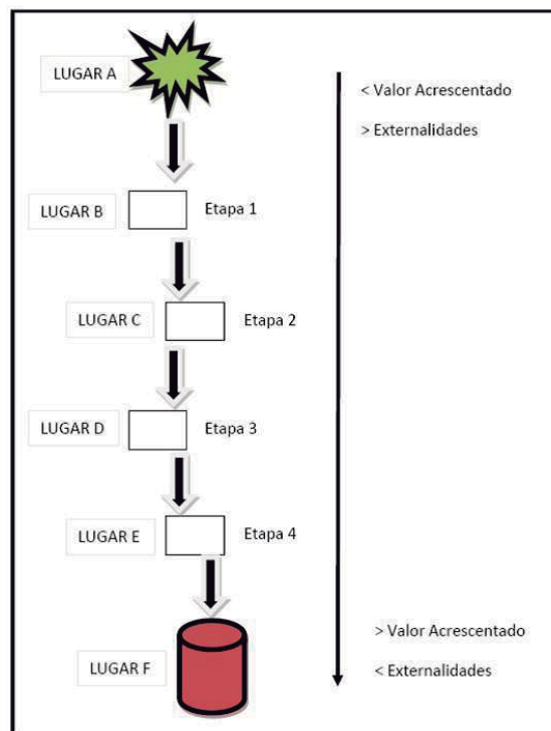 LUGAR A
< Valor Acrescentado
> Externalidades
LUGAR B
Etapa 1
LUGAR C
Etapa 2
LUGAR D
Etapa 3
LUGAR E
Etapa 4
> Valor Acrescentado
LUGAR F
< Externalidades